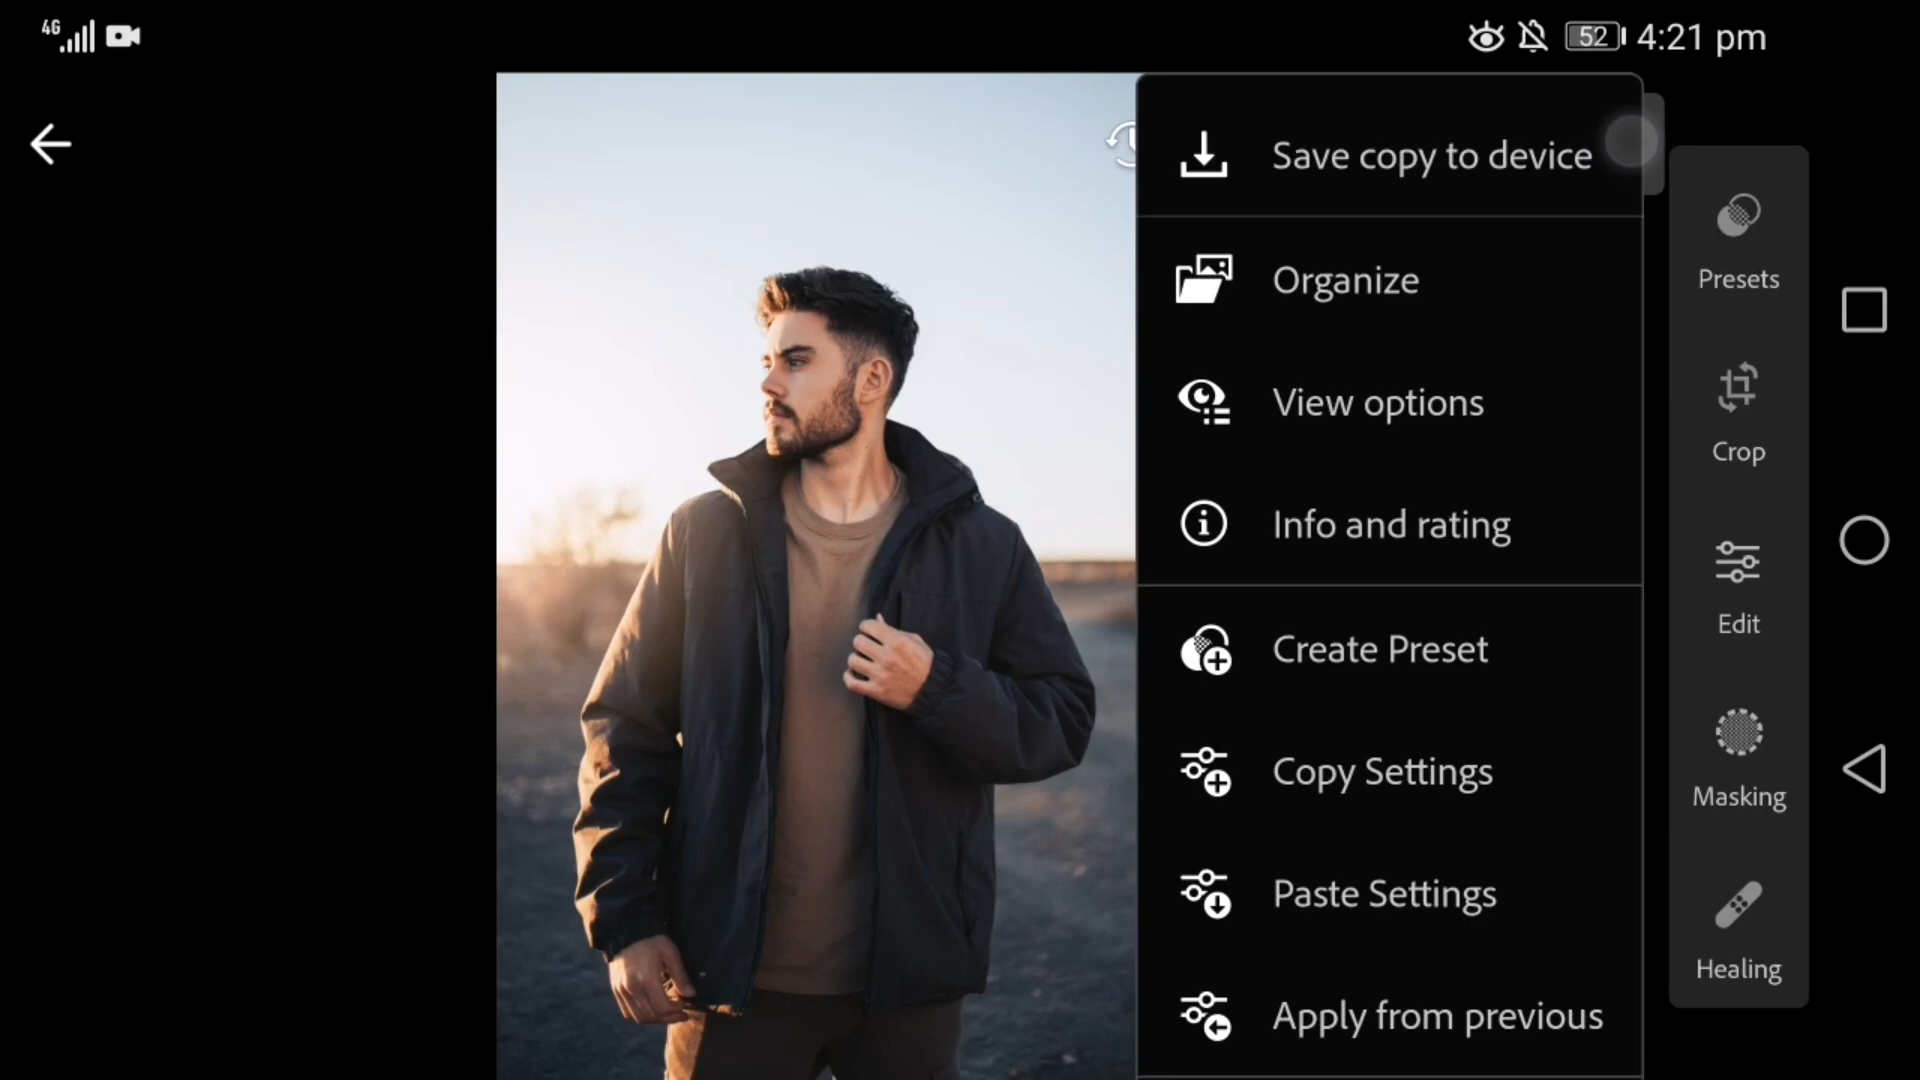 4G
52 4:21 pm
Save copy to device
Organize
View options
Info and rating
Create Preset
Copy Settings
Paste Settings
Apply from previous
Presets
Crop
Edit
Masking
Healing